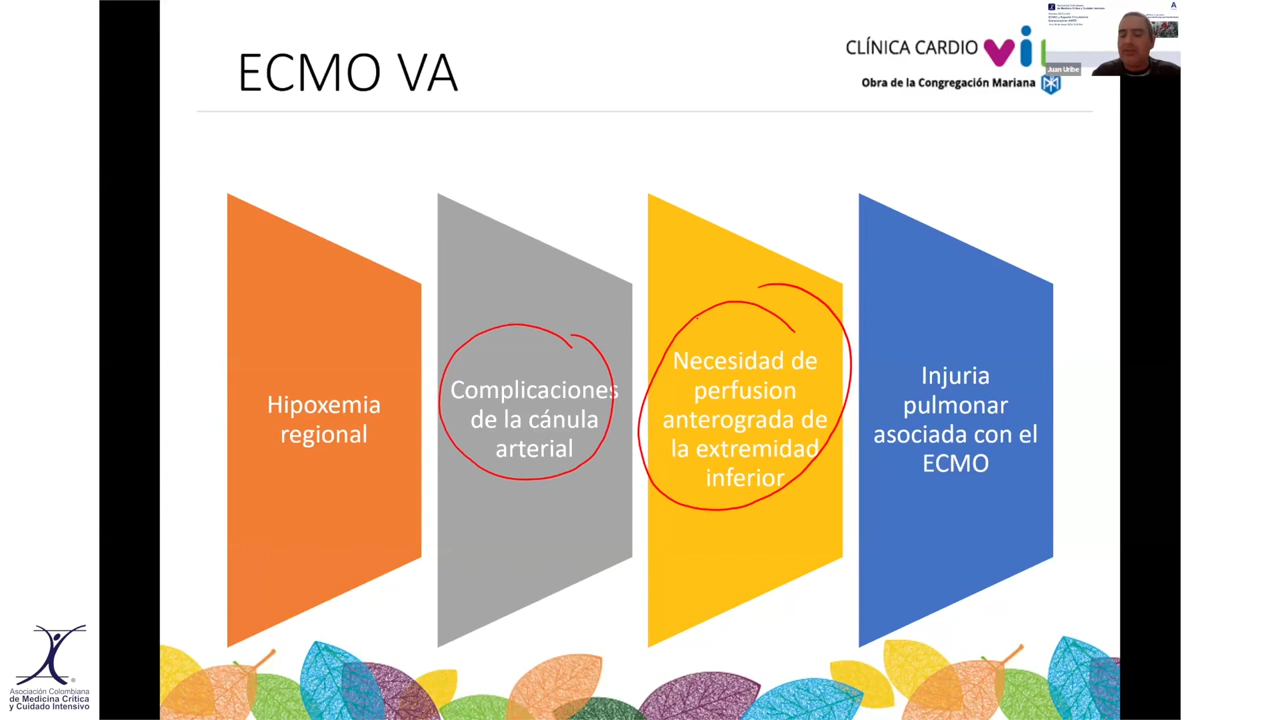 ECMO VA
CLÍNICA CARDIO
Obra de la Congregación Mariana
Juan Uribe
Hipoxemia
regional
Complicaciones
de la cánula
arterial
Necesidad de
perfusion
anterograda de
la extremidad
inferior
Injuria
pulmonar
asociada con el
ECMO
Asociación Colombiana
de Medicina Crítica
y Cuidado Intensivo